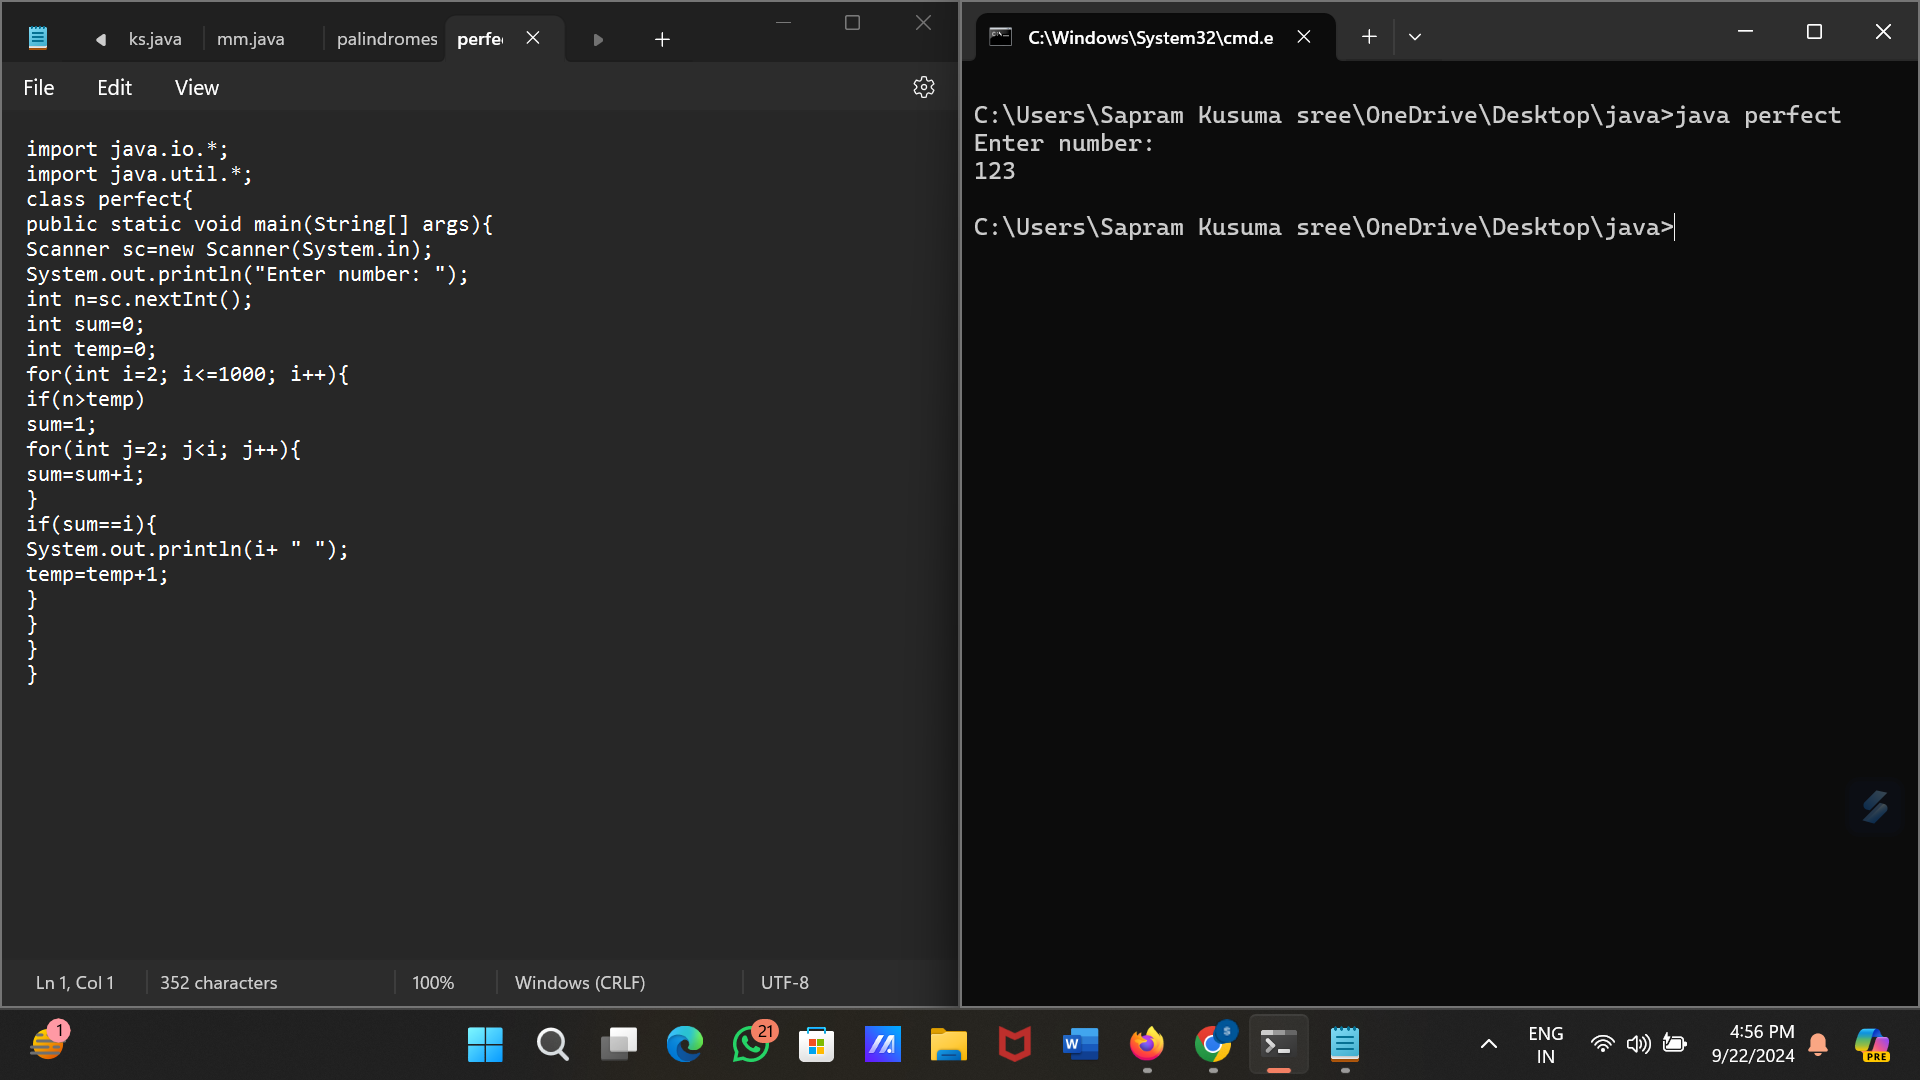 ks.java
mm.java
palindromes
perfe
File
Edit
View
import java.io.*;
import java.util.*;
class perfect{
public static void main(String[] args){
Scanner sc=new Scanner(System.in);
System.out.println("Enter number: ");
int n=sc.nextInt();
int sum=0;
int temp=0;
for(int i=2; i<=1000; i++){
if(n>temp)
sum=1;
for(int j=2; j<i; j++){
sum=sum+i;
}
if(sum==i){
System.out.println(i+ " ");
temp=temp+1;
}
}
}
}
Ln 1, Col 1
352 characters
100%
Windows (CRLF)
UTF-8
C:\Windows\System32\cmd.e
C:\Users\Sapram Kusuma sree\OneDrive\Desktop\java>java perfect
Enter number:
123
C:\Users\Sapram Kusuma sree\OneDrive\Desktop\java>
1
21
W
S
ENG
IN
4:56 PM
9/22/2024
PRE